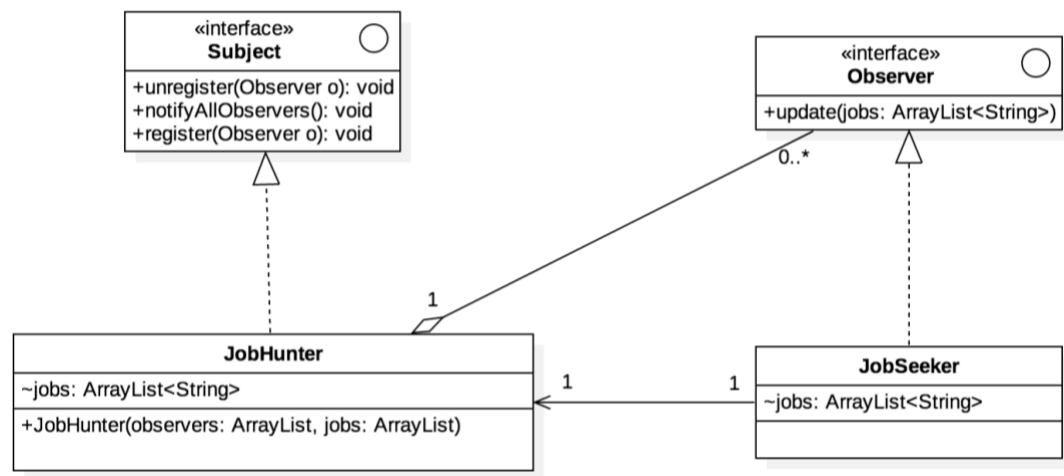 «interface»
Subject
+unregister(Observer o): void
+notifyAllObservers(): void
+register(Observer o): void
«interface»
Observer
+update(jobs: ArrayList<String>)
0..*
1
JobHunter
~jobs: ArrayList<String>
+JobHunter(observers: ArrayList, jobs: ArrayList)
1
1
JobSeeker
~jobs: ArrayList<String>